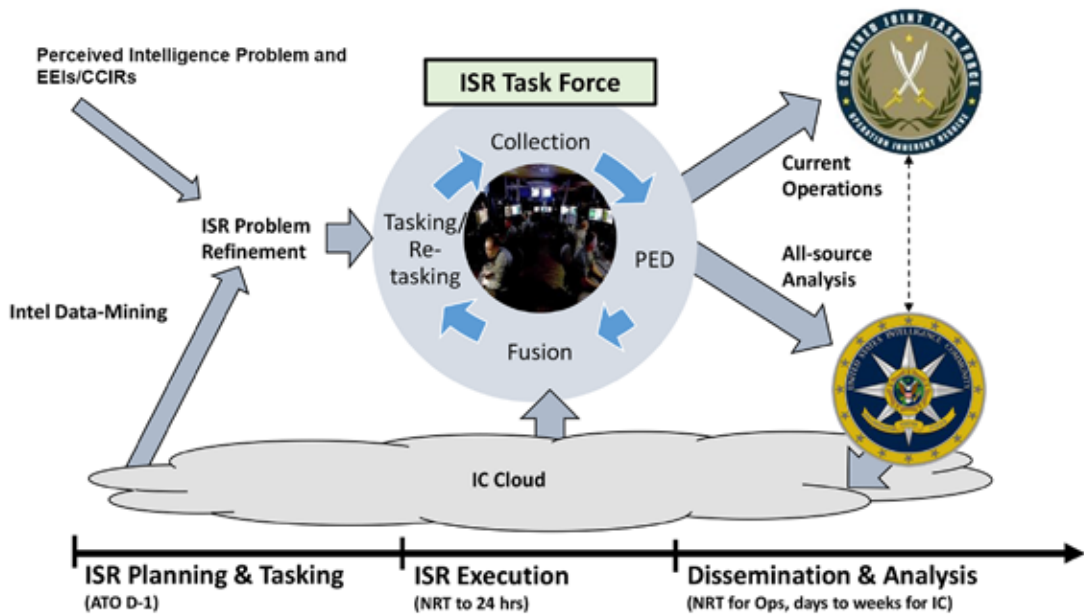 Perceived Intelligence Problem and
EEIs/CCIRs
ISR Task Force
COMBINED JOINT TASK FORCE
OPERATION INHERENT RESOLVE
Collection
Current
Operations
ISR Problem
Refinement
Tasking/
Re-
tasking
PED
All-source
Analysis
Intel Data-Mining
Fusion
UNITED STATES INTELLIGENCE COMMUNITY
IC Cloud
ISR Planning & Tasking
(ATO D-1)
ISR Execution
(NRT to 24 hrs)
Dissemination & Analysis
(NRT for Ops, days to weeks for IC)